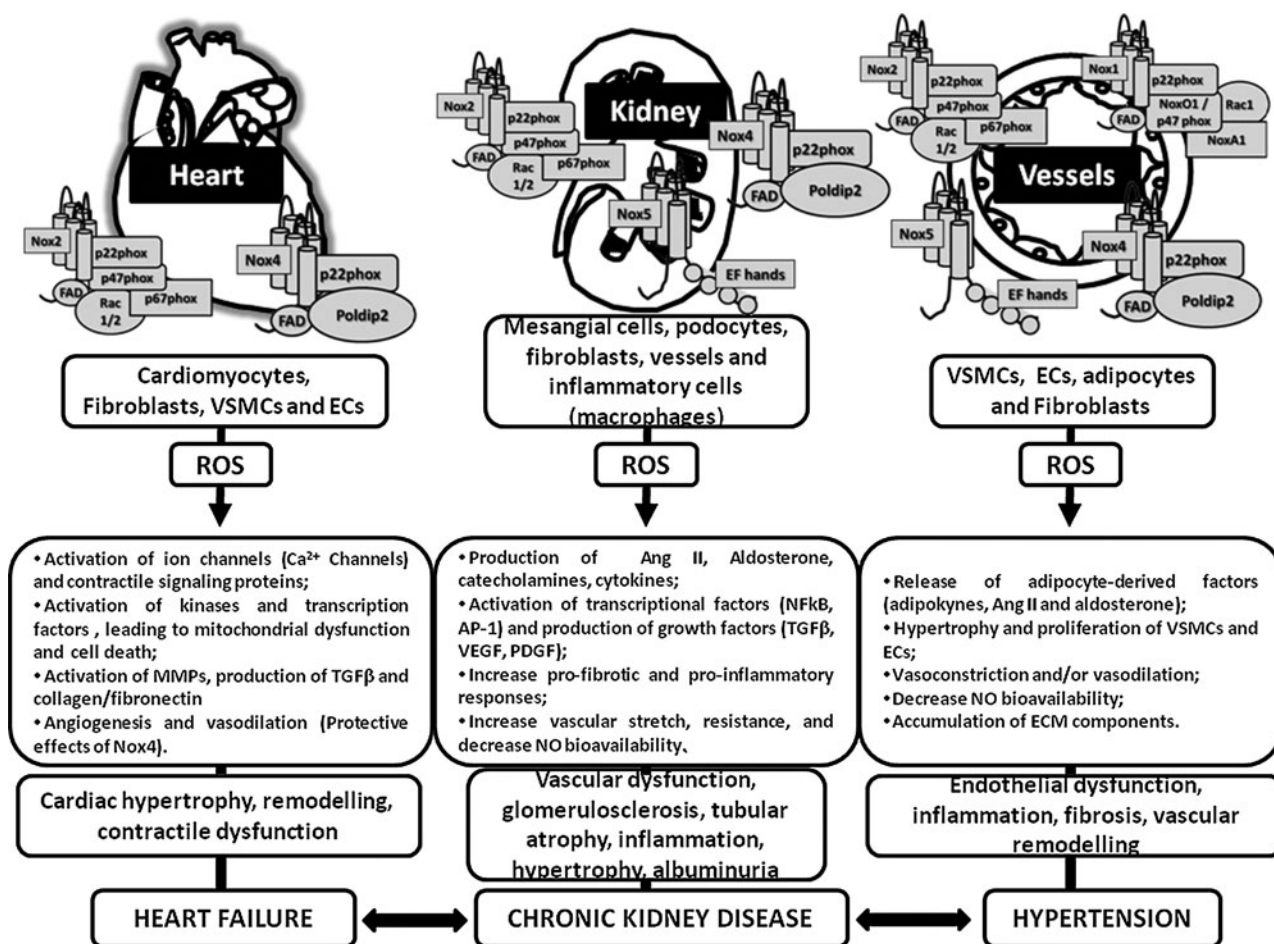 Heart
Nox2
p22phox
p47phox
FAD
Rac
1/2
p67phox
Nox4
p22phox
FAD
Poldip2
Cardiomyocytes,
Fibroblasts, VSMCs and ECs
ROS
•Activation of ion channels (Ca²⁺ Channels)
and contractile signaling proteins;
•Activation of kinases and transcription
factors , leading to mitochondrial dysfunction
and cell death;
•Activation of MMPs, production of TGFβ and
collagen/fibronectin
•Angiogenesis and vasodilation (Protective
effects of Nox4).
Cardiac hypertrophy, remodelling,
contractile dysfunction
HEART FAILURE
Kidney
Nox2
p22phox
p47phox
FAD
Rac
1/2
p67phox
Nox4
p22phox
FAD
Poldip2
Nox5
EF hands
Mesangial cells, podocytes,
fibroblasts, vessels and
inflammatory cells
(macrophages)
ROS
•Production of Ang II, Aldosterone,
catecholamines, cytokines;
•Activation of transcriptional factors (NFkB,
AP-1) and production of growth factors (TGFβ,
VEGF, PDGF);
•Increase pro-fibrotic and pro-inflammatory
responses;
•Increase vascular stretch, resistance, and
decrease NO bioavailability、
Vascular dysfunction,
glomerulosclerosis, tubular
atrophy, inflammation,
hypertrophy, albuminuria
CHRONIC KIDNEY DISEASE
Vessels
Nox2
p22phox
p47phox
FAD
Rac
1/2
p67phox
Nox1
p22phox
NoxO1 /
p47 phox
FAD
Rac1
NoxA1
Nox5
EF hands
Nox4
p22phox
FAD
Poldip2
VSMCs, ECs, adipocytes
and Fibroblasts
ROS
•Release of adipocyte-derived factors
(adipokynes, Ang II and aldosterone);
•Hypertrophy and proliferation of VSMCs and
ECs;
•Vasoconstriction and/or vasodilation;
•Decrease NO bioavailability;
•Accumulation of ECM components.
Endothelial dysfunction,
inflammation, fibrosis, vascular
remodelling
HYPERTENSION